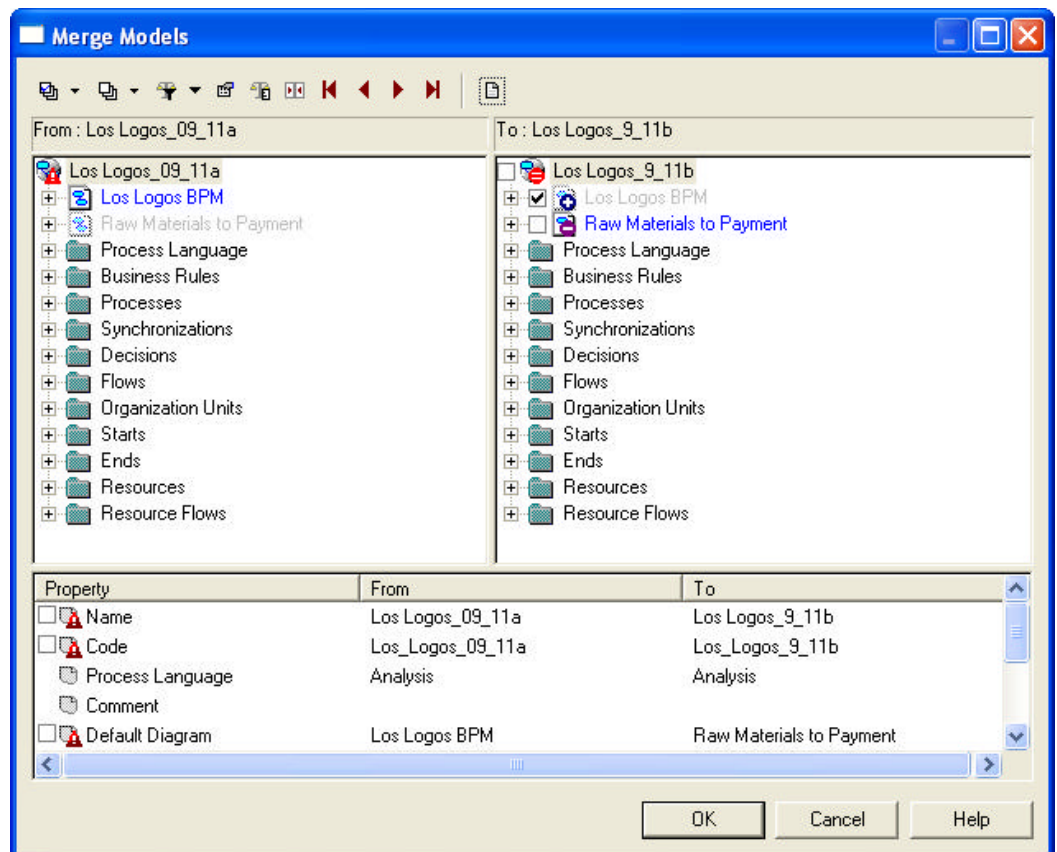 Merge Models
From : Los Logos_09_11a
To : Los Logos_9_11b
Los Logos_09_11a
Los Logos BPM
Raw Materials to Payment
Process Language
Business Rules
Processes
Synchronizations
Decisions
Flows
Organization Units
Starts
Ends
Resources
Resource Flows
Los Logos_9_11b
Los Logos BPM
Raw Materials to Payment
Process Language
Business Rules
Processes
Synchronizations
Decisions
Flows
Organization Units
Starts
Ends
Resources
Resource Flows
Property From To
Name Los Logos_09_11a Los Logos_9_11b
Code Los_Logos_09_11a Los_Logos_9_11b
Process Language Analysis Analysis
Comment
Default Diagram Los Logos BPM Raw Materials to Payment
OK Cancel Help